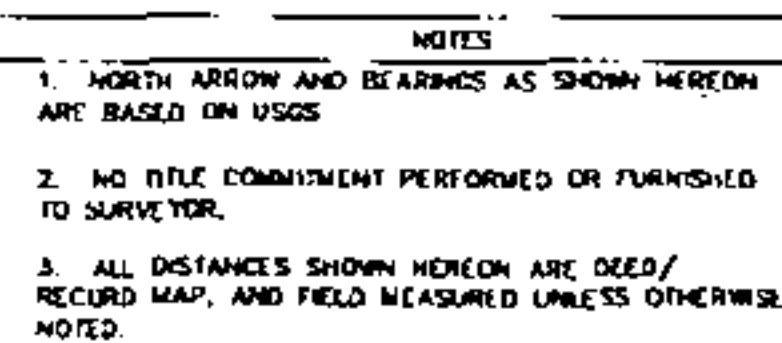 NOTES
1. NORTH ARROW AND BEARINGS AS SHOWN HEREON
ARE BASED ON USGS
2. NO TITLE COMMITMENT PERFORMED OR FURNISHED
TO SURVEYOR.
3. ALL DISTANCES SHOWN HEREON ARE DEED/
RECORD MAP, AND FIELD MEASURED UNLESS OTHERWISE
NOTED.